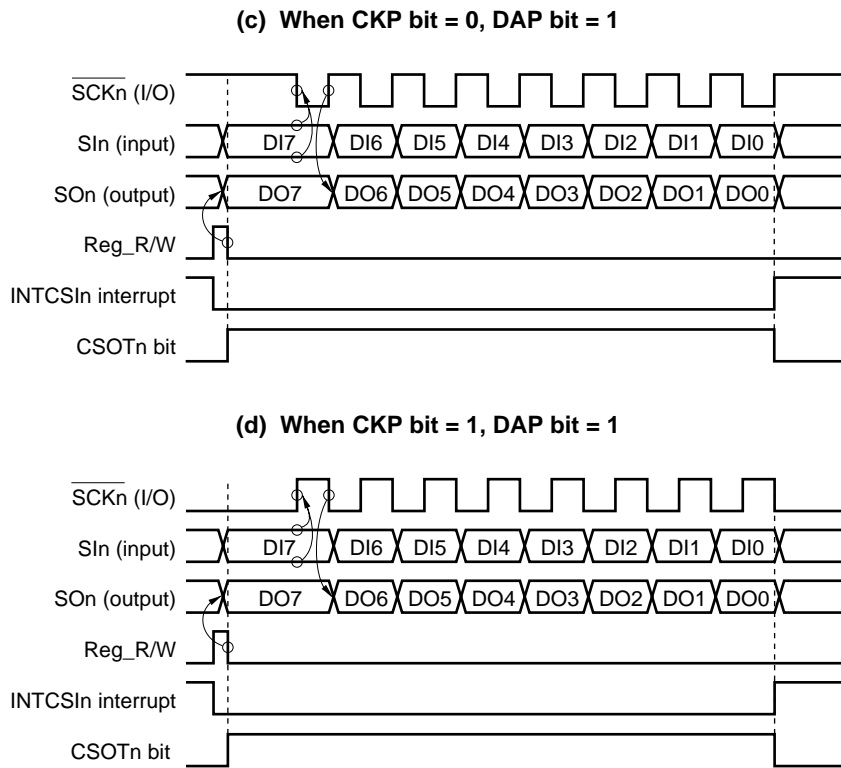 (c) When CKP bit = 0, DAP bit = 1
SCKn (I/O)
SIn (input) DI7 DI6 DI5 DI4 DI3 DI2 DI1 DI0
SOn (output) DO7 DO6 DO5 DO4 DO3 DO2 DO1 DO0
Reg_R/W
INTCSIn interrupt
CSOTn bit
(d) When CKP bit = 1, DAP bit = 1
SCKn (I/O)
SIn (input) DI7 DI6 DI5 DI4 DI3 DI2 DI1 DI0
SOn (output) DO7 DO6 DO5 DO4 DO3 DO2 DO1 DO0
Reg_R/W
INTCSIn interrupt
CSOTn bit